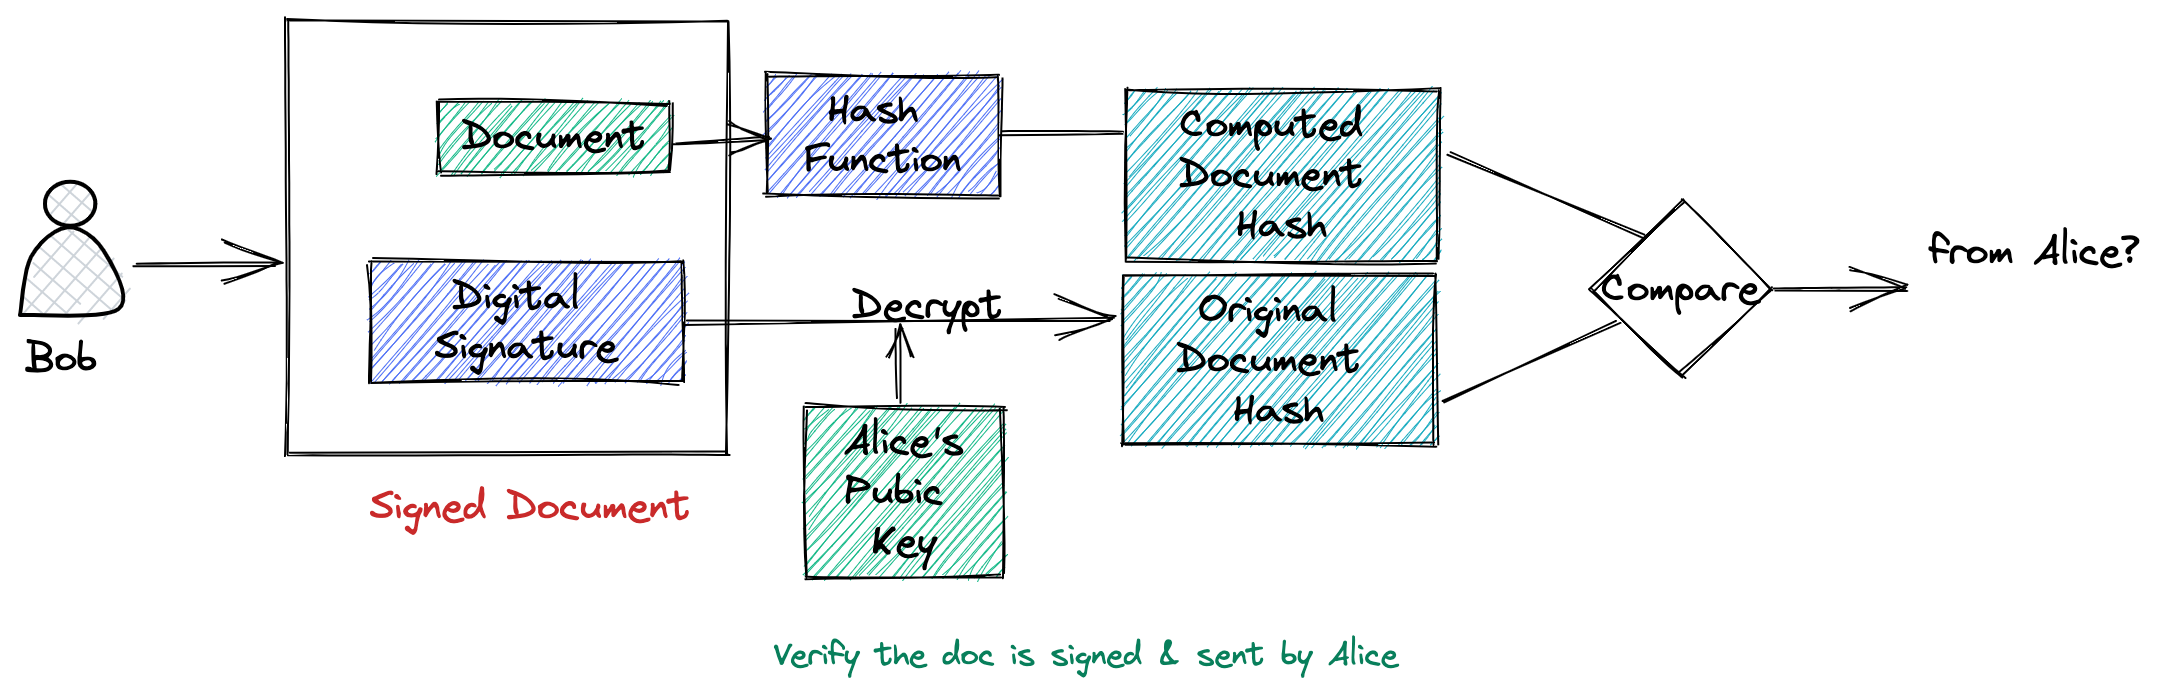 Bob
Document
Digital
Signature
Signed Document
Hash
Function
Decrypt
Alice's
Pubic
Key
Computed
Document
Hash
Original
Document
Hash
Compare
from Alice?
Verify the doc is signed & sent by Alice